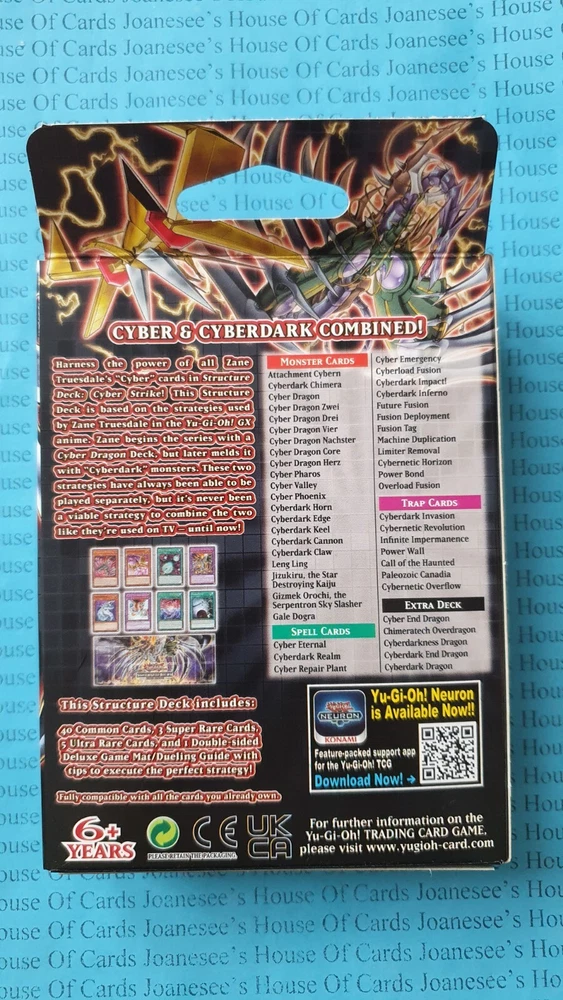 CYBER & CYBERDARK COMBINED!
Harness the power of all Zane
Truesdale's "Cyber" cards in Structure
Deck: Cyber Strike! This Structure
Deck is based on the strategies used
by Zane Truesdale in the Yu-Gi-Oh! GX
anime. Zane begins the series with a
Cyber Dragon Deck, but later melds it
with "Cyberdark" monsters. These two
strategies have always been able to be
played separately, but it's never been
a viable strategy to combine the two
like they're used on TV — until now!
MONSTER CARDS
Attachment Cybern
Cyberdark Chimera
Cyber Dragon
Cyber Dragon Zwei
Cyber Dragon Drei
Cyber Dragon Vier
Cyber Dragon Nachster
Cyber Dragon Core
Cyber Dragon Herz
Cyber Pharos
Cyber Valley
Cyber Phoenix
Cyberdark Horn
Cyberdark Edge
Cyberdark Keel
Cyberdark Cannon
Cyberdark Claw
Leng Ling
Jizukiru, the Star
Destroying Kaiju
Gizmek Orochi, the
Serpentron Sky Slasher
Gale Dogra
SPELL CARDS
Cyber Eternal
Cyberdark Realm
Cyber Repair Plant
Cyber Emergency
Cyberload Fusion
Cyberdark Impact!
Cyberdark Inferno
Future Fusion
Fusion Deployment
Fusion Tag
Machine Duplication
Limiter Removal
Cybernetic Horizon
Power Bond
Overload Fusion
TRAP CARDS
Cyberdark Invasion
Cybernetic Revolution
Infinite Impermanence
Power Wall
Call of the Haunted
Paleozoic Canadia
Cybernetic Overflow
EXTRA DECK
Cyber End Dragon
Chimeratech Overdragon
Cyberdarkness Dragon
Cyberdark End Dragon
Cyberdark Dragon
This Structure Deck includes:
40 Common Cards, 3 Super Rare Cards,
5 Ultra Rare Cards, and 1 Double-sided
Deluxe Game Mat/Dueling Guide with
tips to execute the perfect strategy!
Fully compatible with all the cards you already own.
NEURON
KONAMI
Yu-Gi-Oh! Neuron
is Available Now!!
Feature-packed support app
for the Yu-Gi-Oh! TCG
Download Now! →
6+
YEARS
PLEASE RETAIN THE PACKAGING
CE
UK
CA
For further information on the
Yu-Gi-Oh! TRADING CARD GAME,
please visit www.yugioh-card.com
House Of Cards Joanesee's House Of Cards Joanesee's House Of Cards